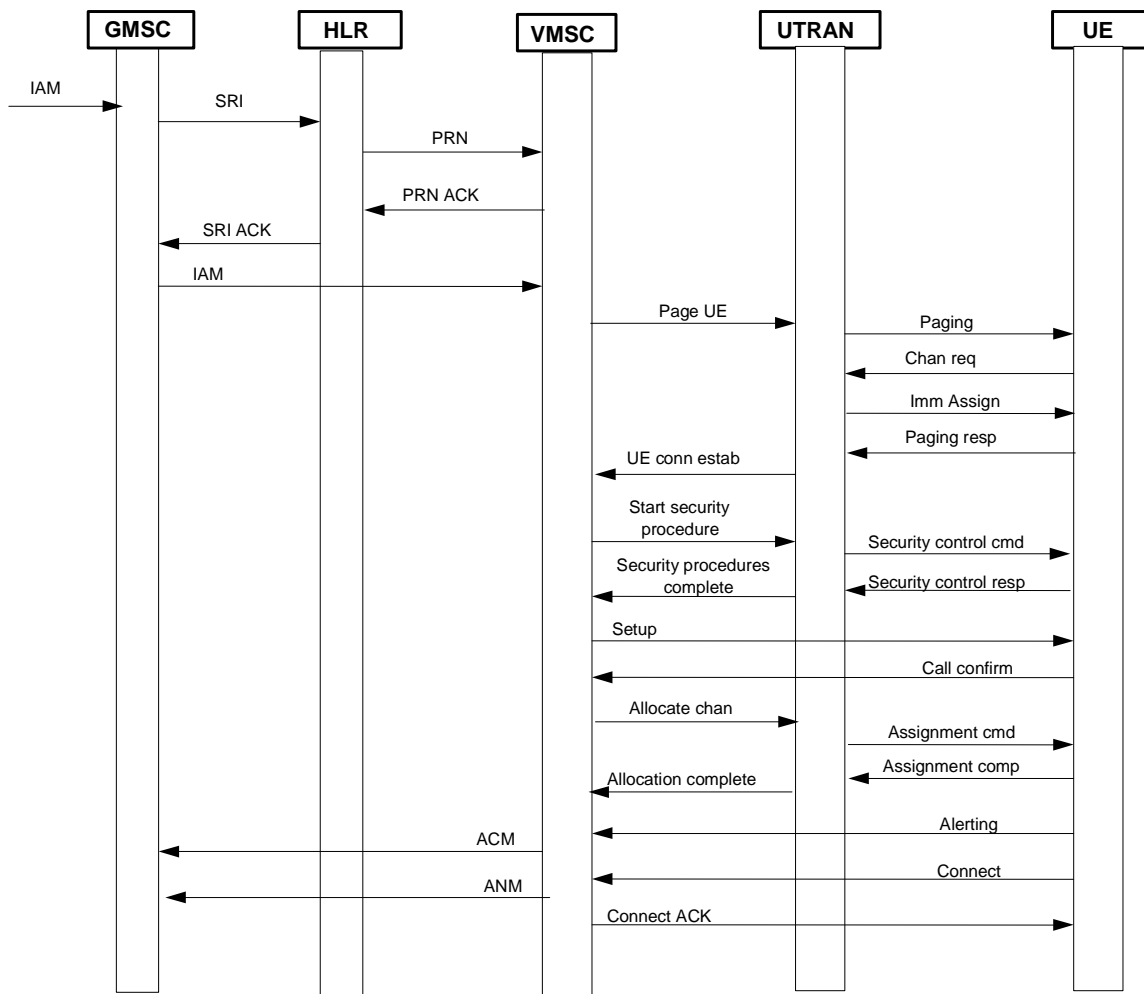 GMSC
HLR
VMSC
UTRAN
UE
IAM
SRI
PRN
PRN ACK
SRI ACK
IAM
Page UE
Paging
Chan req
Imm Assign
Paging resp
UE conn estab
Start security
procedure
Security control cmd
Security procedures
complete
Security control resp
Setup
Call confirm
Allocate chan
Assignment cmd
Assignment comp
Allocation complete
Alerting
ACM
Connect
ANM
Connect ACK